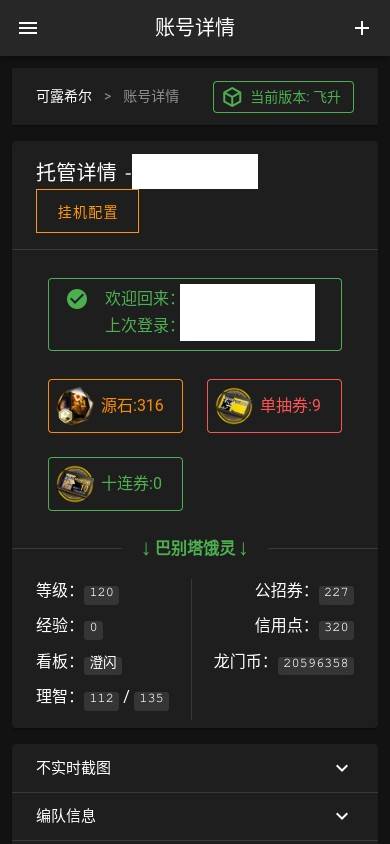 账号详情
可露希尔 > 账号详情
当前版本: 飞升
托管详情 -
挂机配置
欢迎回来:
上次登录:
源石:316
单抽券:9
十连券:0
↓ 巴别塔饿灵 ↓
等级: 120
公招券: 227
经验: 0
信用点: 320
看板: 澄闪
龙门币: 20596358
理智: 112 / 135
不实时截图
编队信息